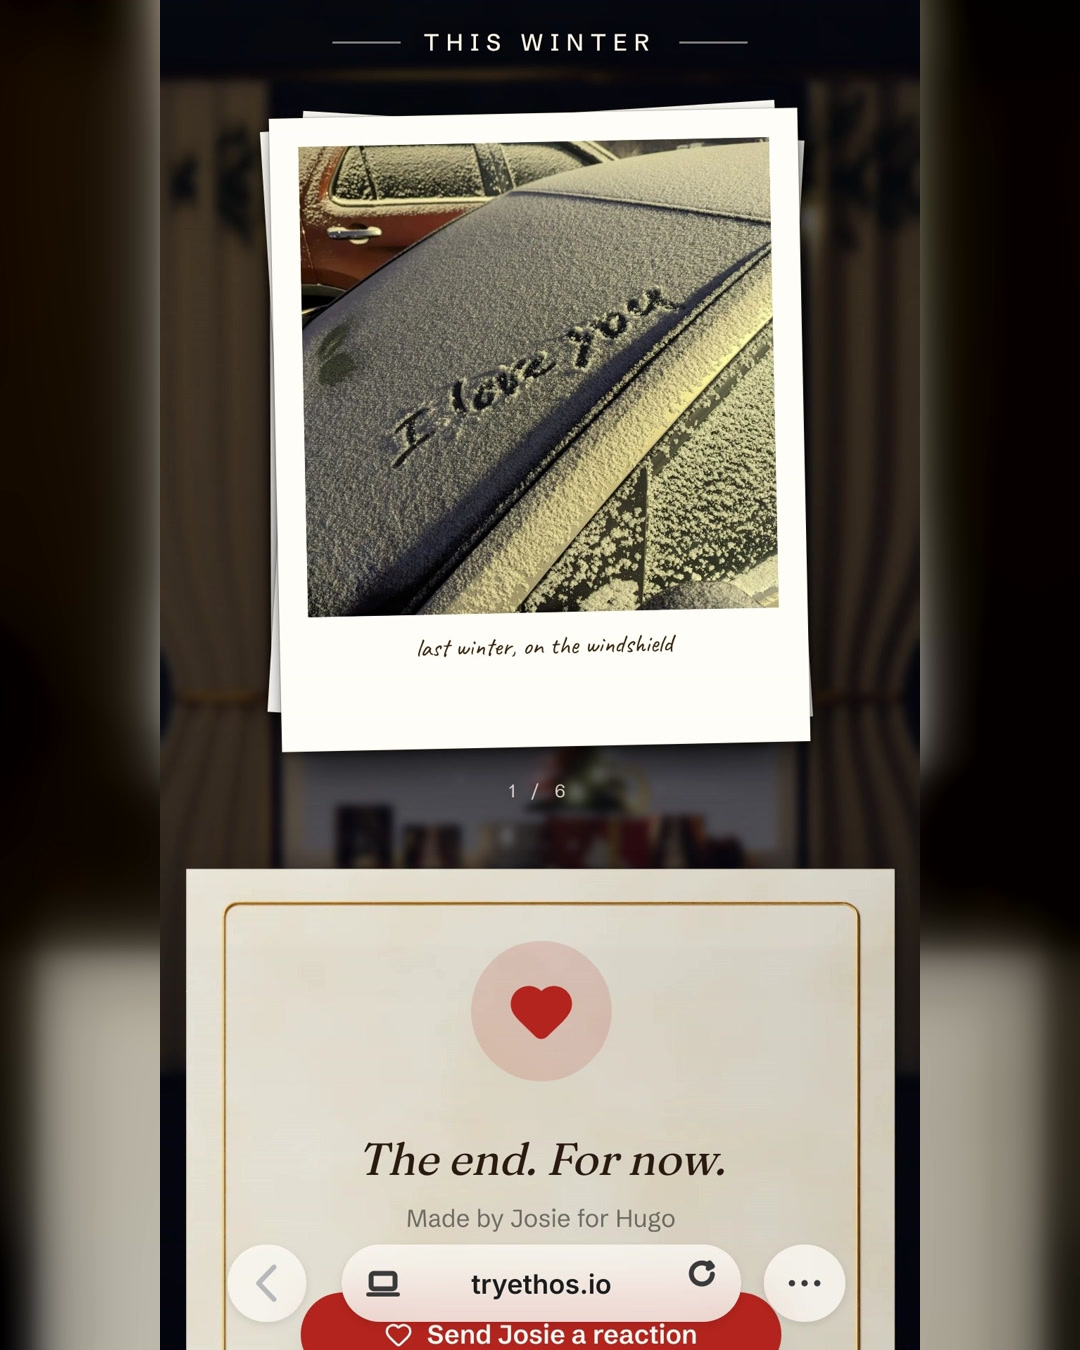 THIS WINTER
I love you
last winter, on the windshield
1 / 6
The end. For now.
Made by Josie for Hugo
tryethos.io
Send Josie a reaction